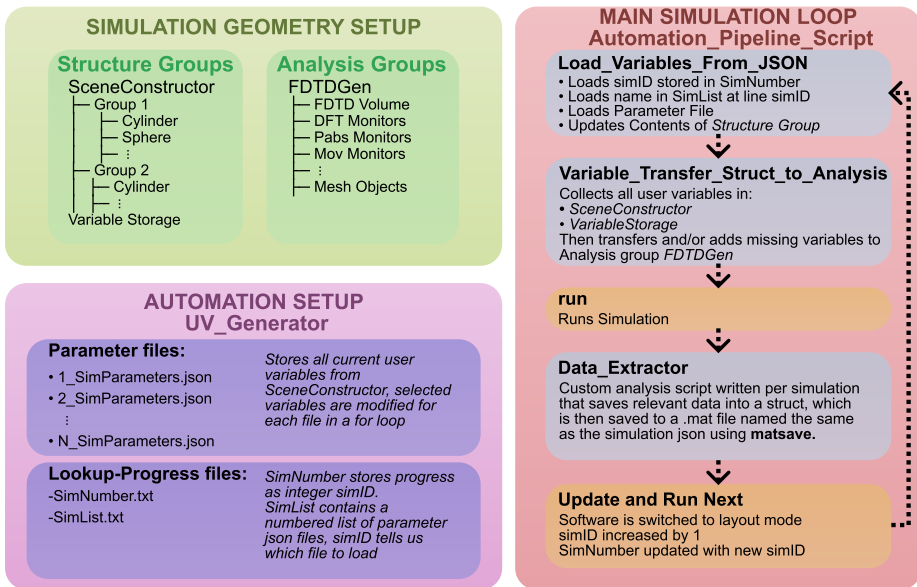 SIMULATION GEOMETRY SETUP
Structure Groups
SceneConstructor
Group 1
Cylinder
Sphere
⋮
Group 2
Cylinder
⋮
Variable Storage
Analysis Groups
FDTDGen
FDTD Volume
DFT Monitors
Pabs Monitors
Mov Monitors
⋮
Mesh Objects
AUTOMATION SETUP
UV_Generator
Parameter files:
• 1_SimParameters.json
• 2_SimParameters.json
⋮
• N_SimParameters.json
Stores all current user
variables from
SceneConstructor, selected
variables are modified for
each file in a for loop
Lookup-Progress files:
-SimNumber.txt
-SimList.txt
SimNumber stores progress
as integer simID.
SimList contains a
numbered list of parameter
json files, simID tells us
which file to load
MAIN SIMULATION LOOP
Automation_Pipeline_Script
Load_Variables_From_JSON
• Loads simID stored in SimNumber
• Loads name in SimList at line simID
• Loads Parameter File
• Updates Contents of Structure Group
Variable_Transfer_Struct_to_Analysis
Collects all user variables in:
• SceneConstructor
• VariableStorage
Then transfers and/or adds missing variables to
Analysis group FDTDGen
run
Runs Simulation
Data_Extractor
Custom analysis script written per simulation
that saves relevant data into a struct, which
is then saved to a .mat file named the same
as the simulation json using matsave.
Update and Run Next
Software is switched to layout mode
simID increased by 1
SimNumber updated with new simID